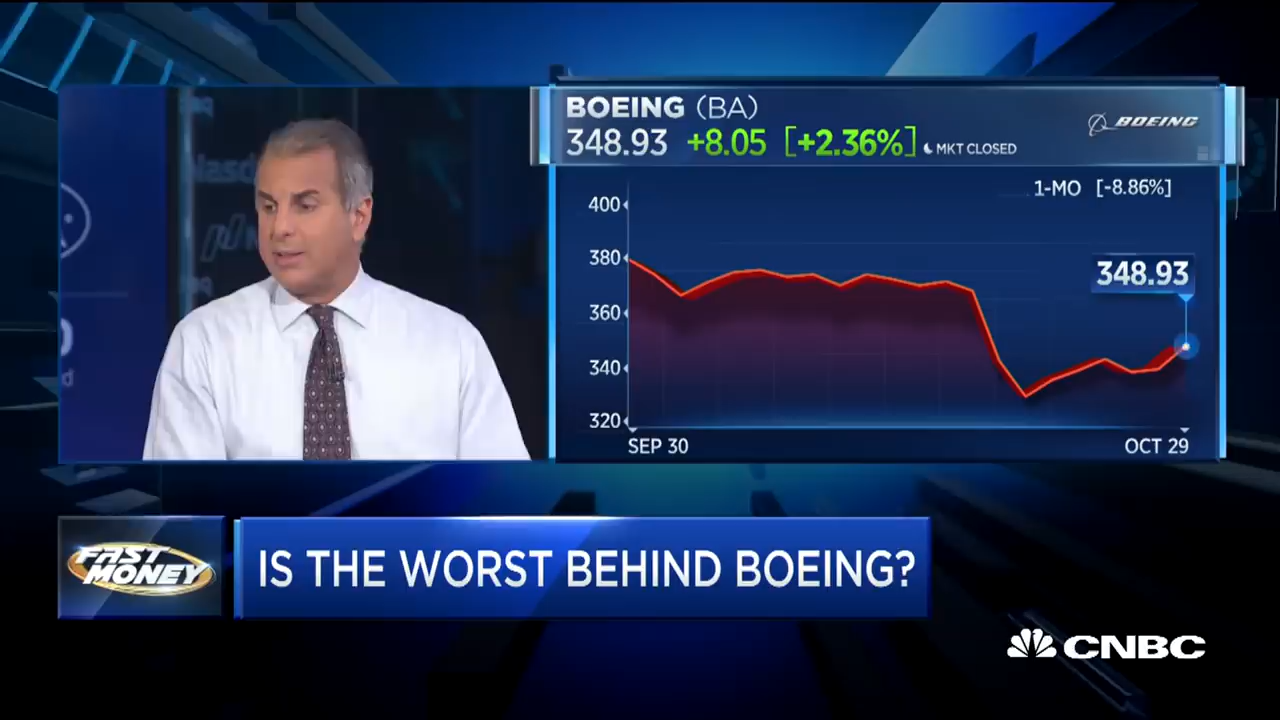 BOEING (BA)
348.93 +8.05 [+2.36%] MKT CLOSED
BOEING
1-MO [-8.86%]
400
380
360
340
320
348.93
SEP 30 OCT 29
FAST
MONEY
IS THE WORST BEHIND BOEING?
CNBC